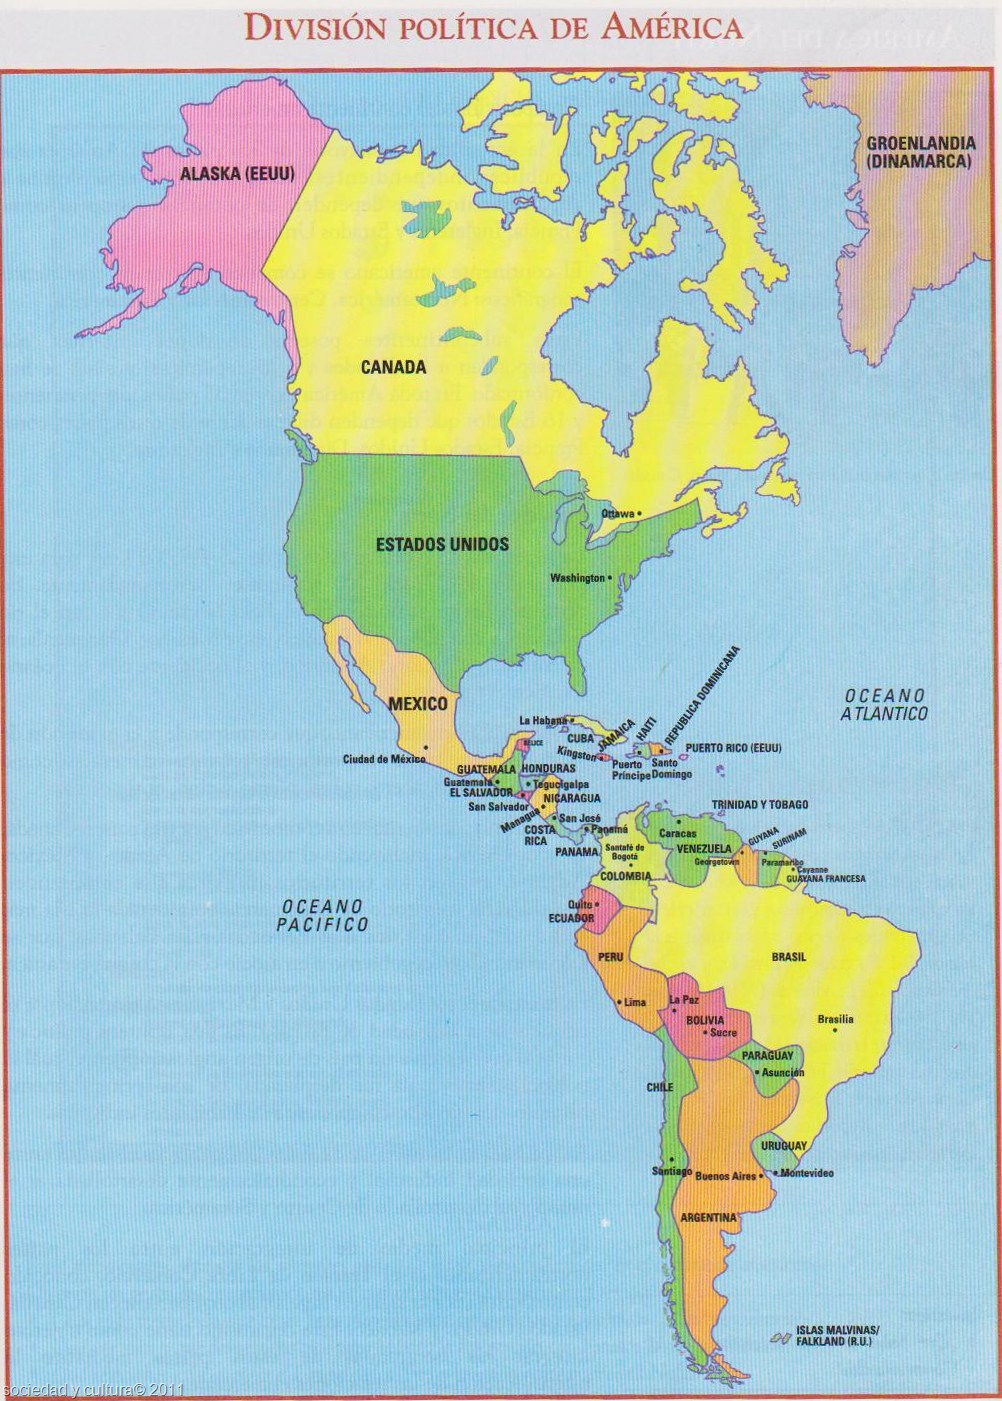 DIVISIÓN POLÍTICA DE AMÉRICA
GROENLANDIA
(DINAMARCA)
ALASKA (EEUU)
CANADA
Ottawa
ESTADOS UNIDOS
Washington
OCEANO
ATLANTICO
MEXICO
Ciudad de México
La Habana
CUBA
JAMAICA
Kingston
HAITI
REPUBLICA DOMINICANA
PUERTO RICO (EEUU)
Puerto
Príncipe
Santo
Domingo
BELICE
GUATEMALA
HONDURAS
Guatemala
Tegucigalpa
EL SALVADOR
San Salvador
NICARAGUA
Managua
San José
COSTA
RICA
Panamá
PANAMA
TRINIDAD Y TOBAGO
Caracas
VENEZUELA
GUYANA
SURINAM
Georgetown
Paramaribo
Cayanne
GUAYANA FRANCESA
Santafé de
Bogotá
COLOMBIA
OCEANO
PACIFICO
Quito
ECUADOR
PERU
Lima
BRASIL
Brasilia
La Paz
BOLIVIA
Sucre
PARAGUAY
Asunción
CHILE
URUGUAY
Santiago
Buenos Aires
Montevideo
ARGENTINA
ISLAS MALVINAS/
FALKLAND (R.U.)
sociedad y cultura© 2011